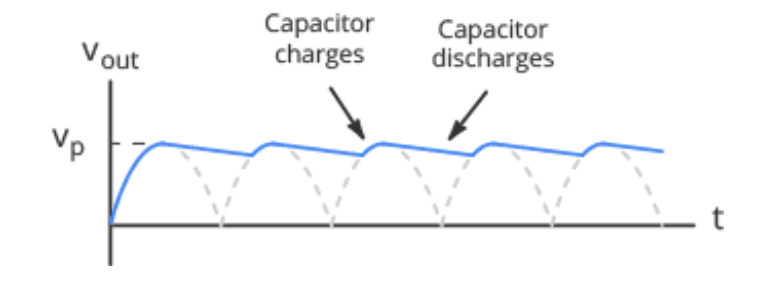 Capacitor
charges
Capacitor
discharges
Vout
Vp
t